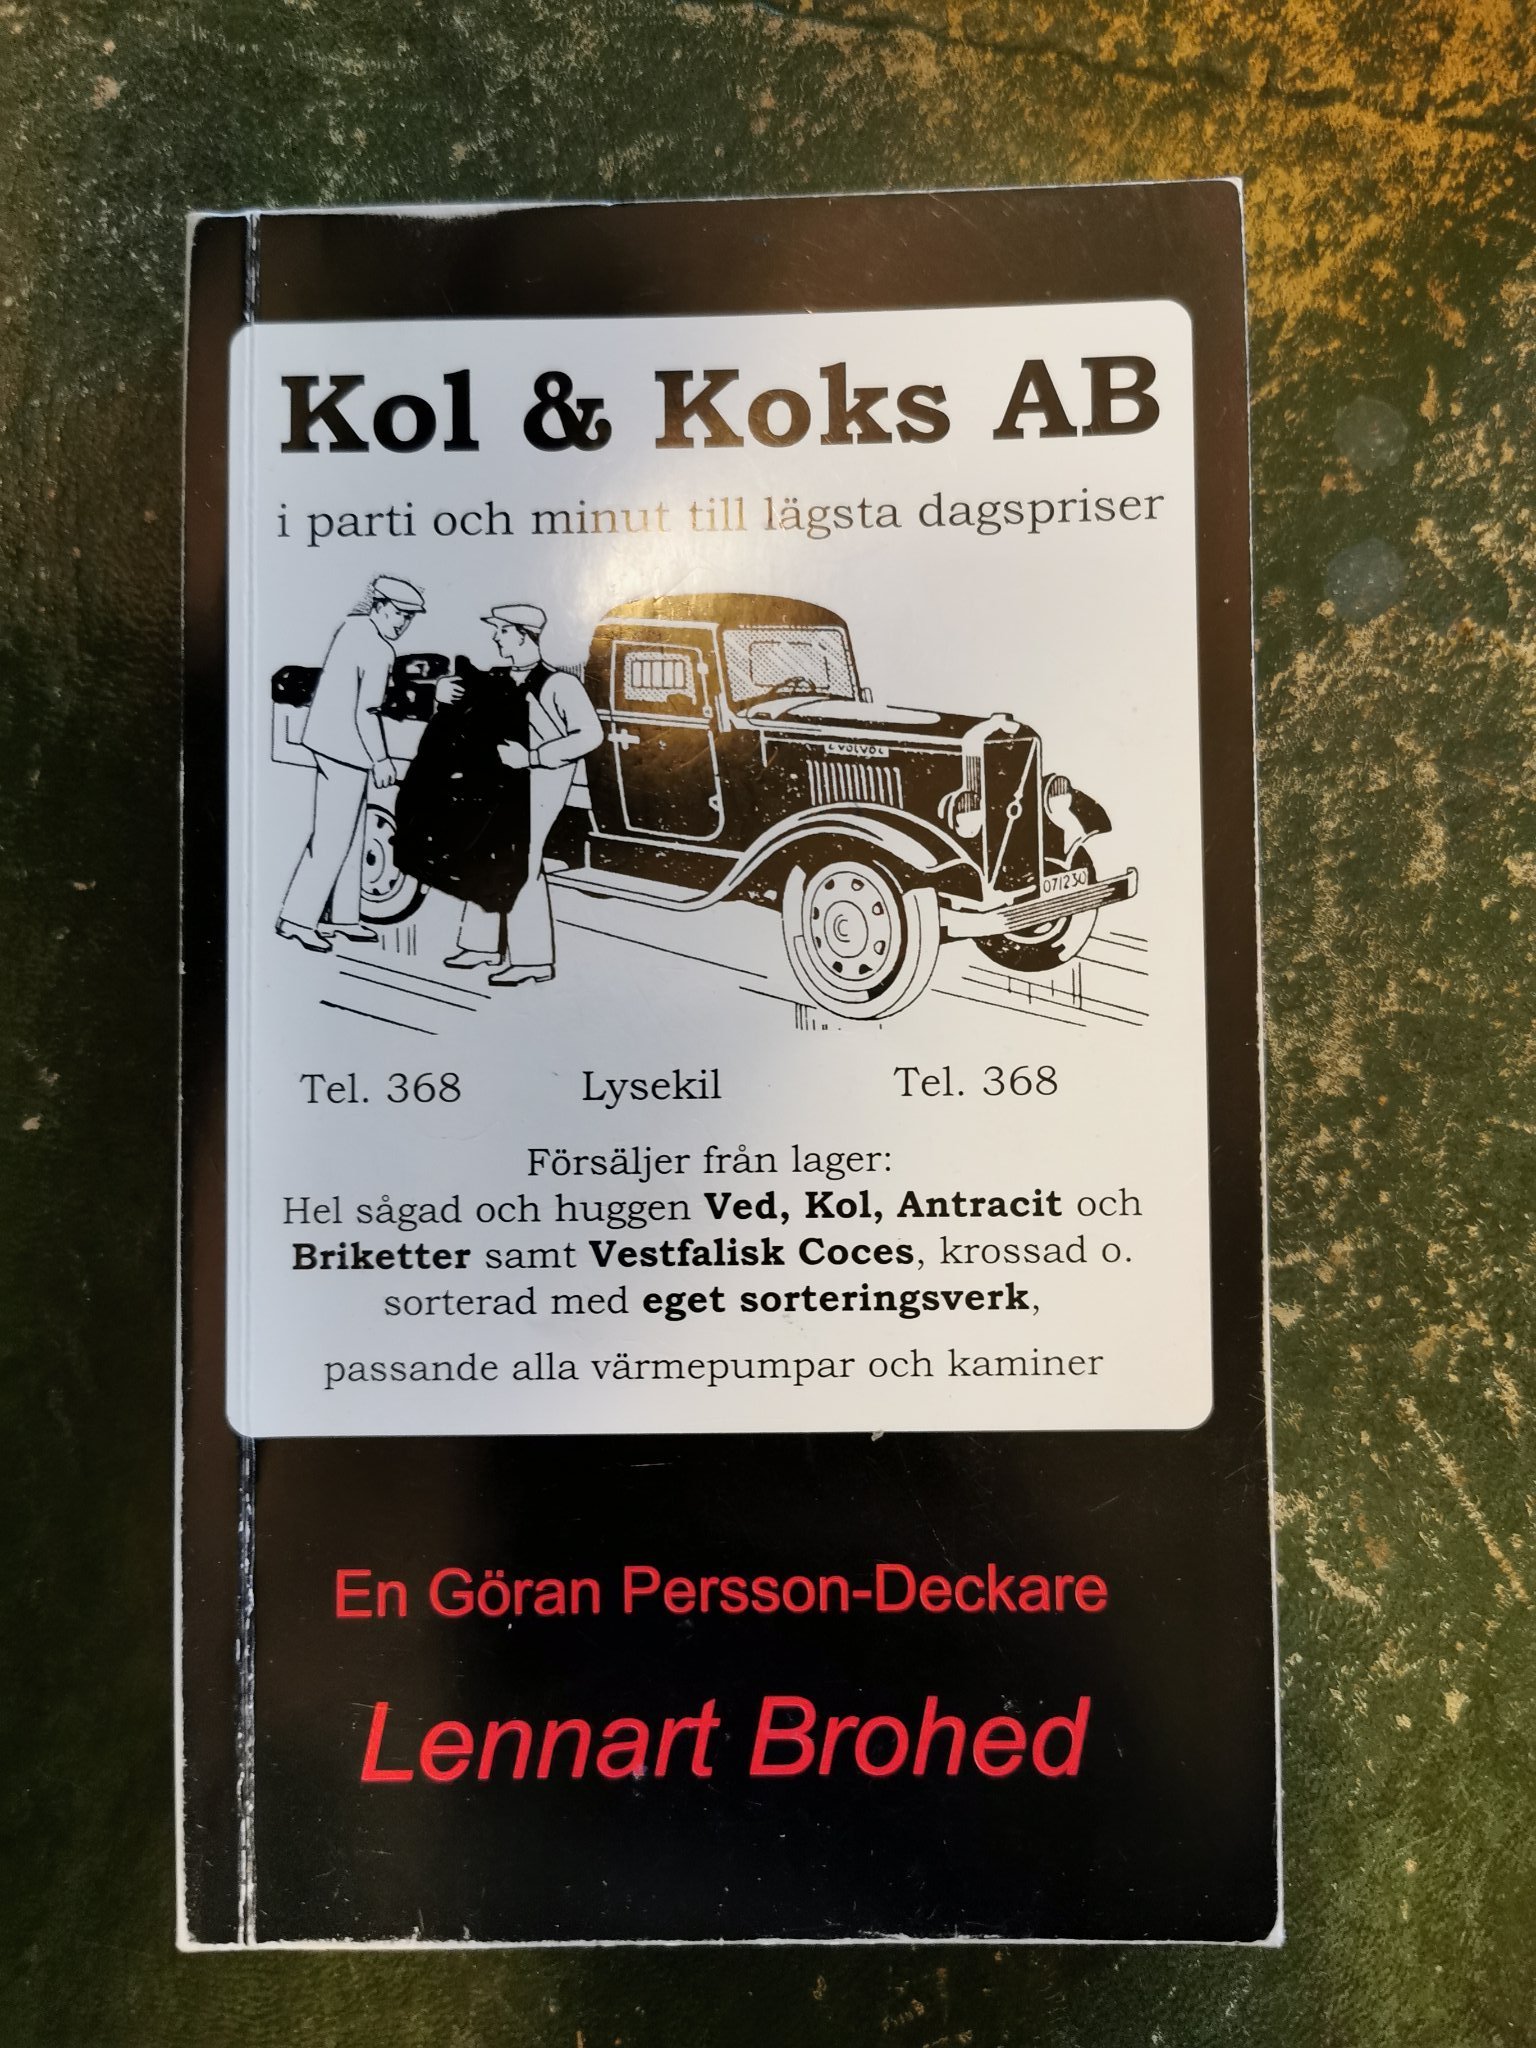 Kol & Koks AB
i parti och minut till lägsta dagspriser
VOLVO
071230
Tel. 368 Lysekil Tel. 368
Försäljer från lager:
Hel sågad och huggen Ved, Kol, Antracit och
Briketter samt Vestfalisk Coces, krossad o.
sorterad med eget sorteringsverk,
passande alla värmepumpar och kaminer
En Göran Persson-Deckare
Lennart Brohed